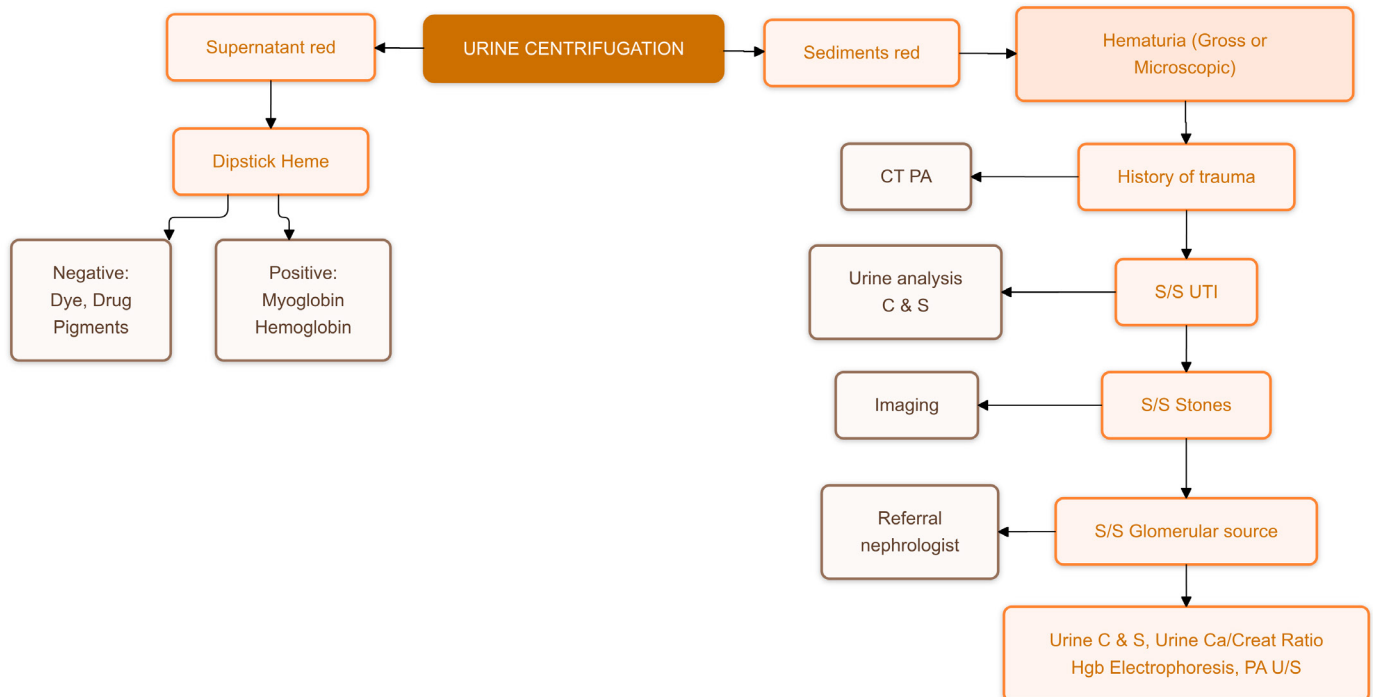 Supernatant red
URINE CENTRIFUGATION
Sediments red
Hematuria (Gross or
Microscopic)
Dipstick Heme
CT PA
History of trauma
Negative:
Dye, Drug
Pigments
Positive:
Myoglobin
Hemoglobin
Urine analysis
C & S
S/S UTI
Imaging
S/S Stones
Referral
nephrologist
S/S Glomerular source
Urine C & S, Urine Ca/Creat Ratio
Hgb Electrophoresis, PA U/S